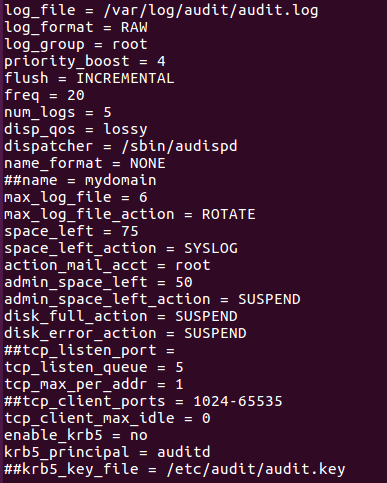 log_file = /var/log/audit/audit.log
log_format = RAW
log_group = root
priority_boost = 4
flush = INCREMENTAL
freq = 20
num_logs = 5
disp_qos = lossy
dispatcher = /sbin/audispd
name_format = NONE
##name = mydomain
max_log_file = 6
max_log_file_action = ROTATE
space_left = 75
space_left_action = SYSLOG
action_mail_acct = root
admin_space_left = 50
admin_space_left_action = SUSPEND
disk_full_action = SUSPEND
disk_error_action = SUSPEND
##tcp_listen_port =
tcp_listen_queue = 5
tcp_max_per_addr = 1
##tcp_client_ports = 1024-65535
tcp_client_max_idle = 0
enable_krb5 = no
krb5_principal = auditd
##krb5_key_file = /etc/audit/audit.key